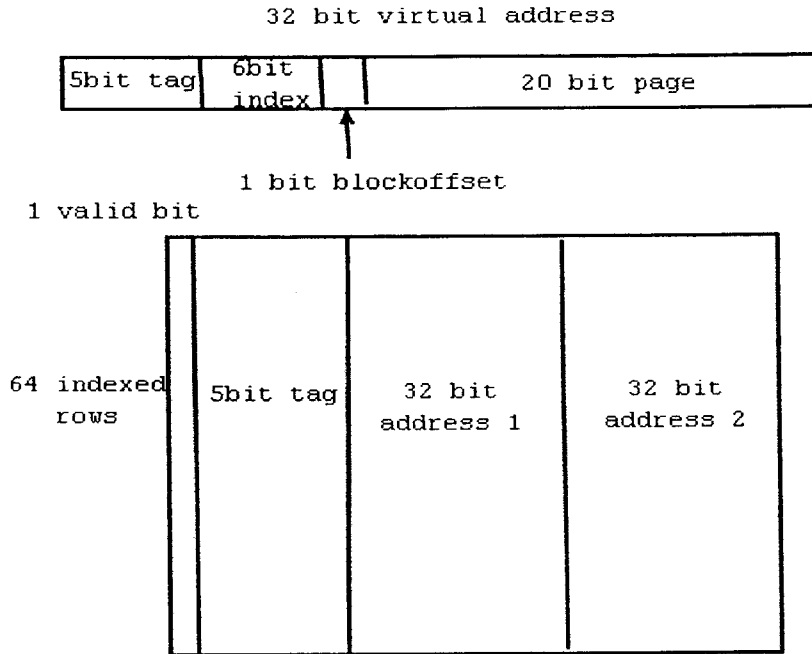 32 bit virtual address
5bit tag
6bit
index
20 bit page
1 bit blockoffset
1 valid bit
64 indexed
rows
5bit tag
32 bit
address 1
32 bit
address 2